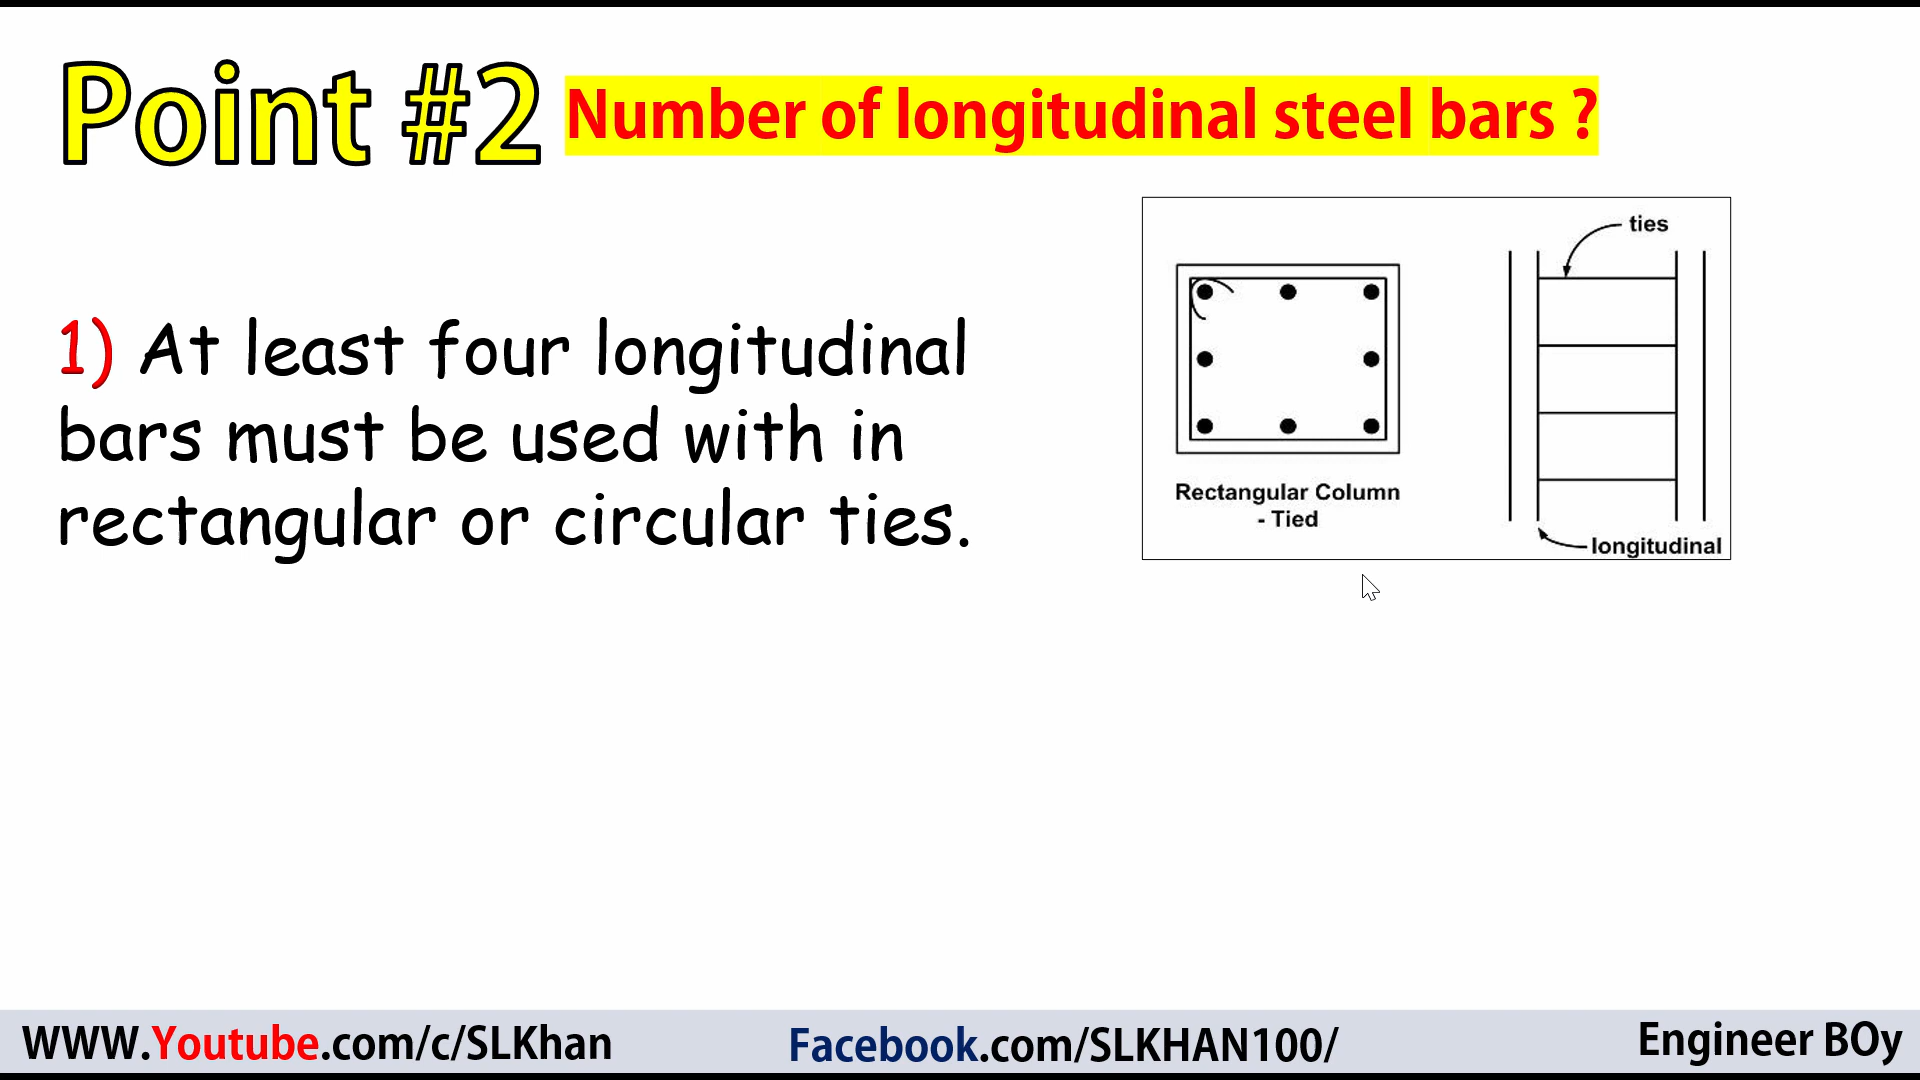 Point #2 Number of longitudinal steel bars ?
1) At least four longitudinal
bars must be used with in
rectangular or circular ties.
ties
Rectangular Column
- Tied
longitudinal
WWW.Youtube.com/c/SLKhan
Facebook.com/SLKHAN100/
Engineer BOy